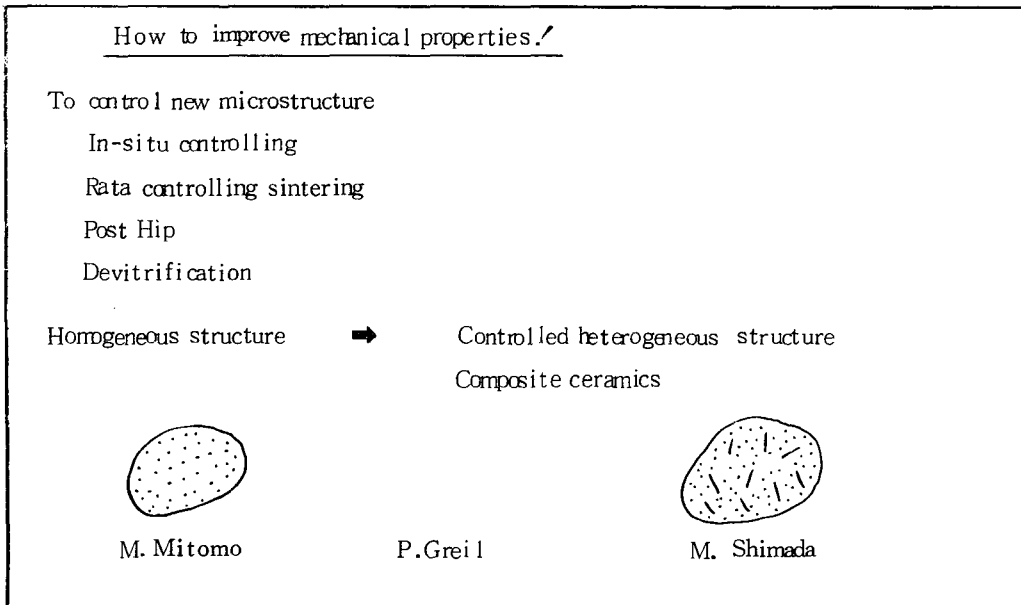 How to improve mechanical properties.!
To control new microstructure
In-situ controlling
Rata controlling sintering
Post Hip
Devitrification
Homogeneous structure ➡ Controlled heterogeneous structure
Composite ceramics
M. Mitomo P.Greil M. Shimada